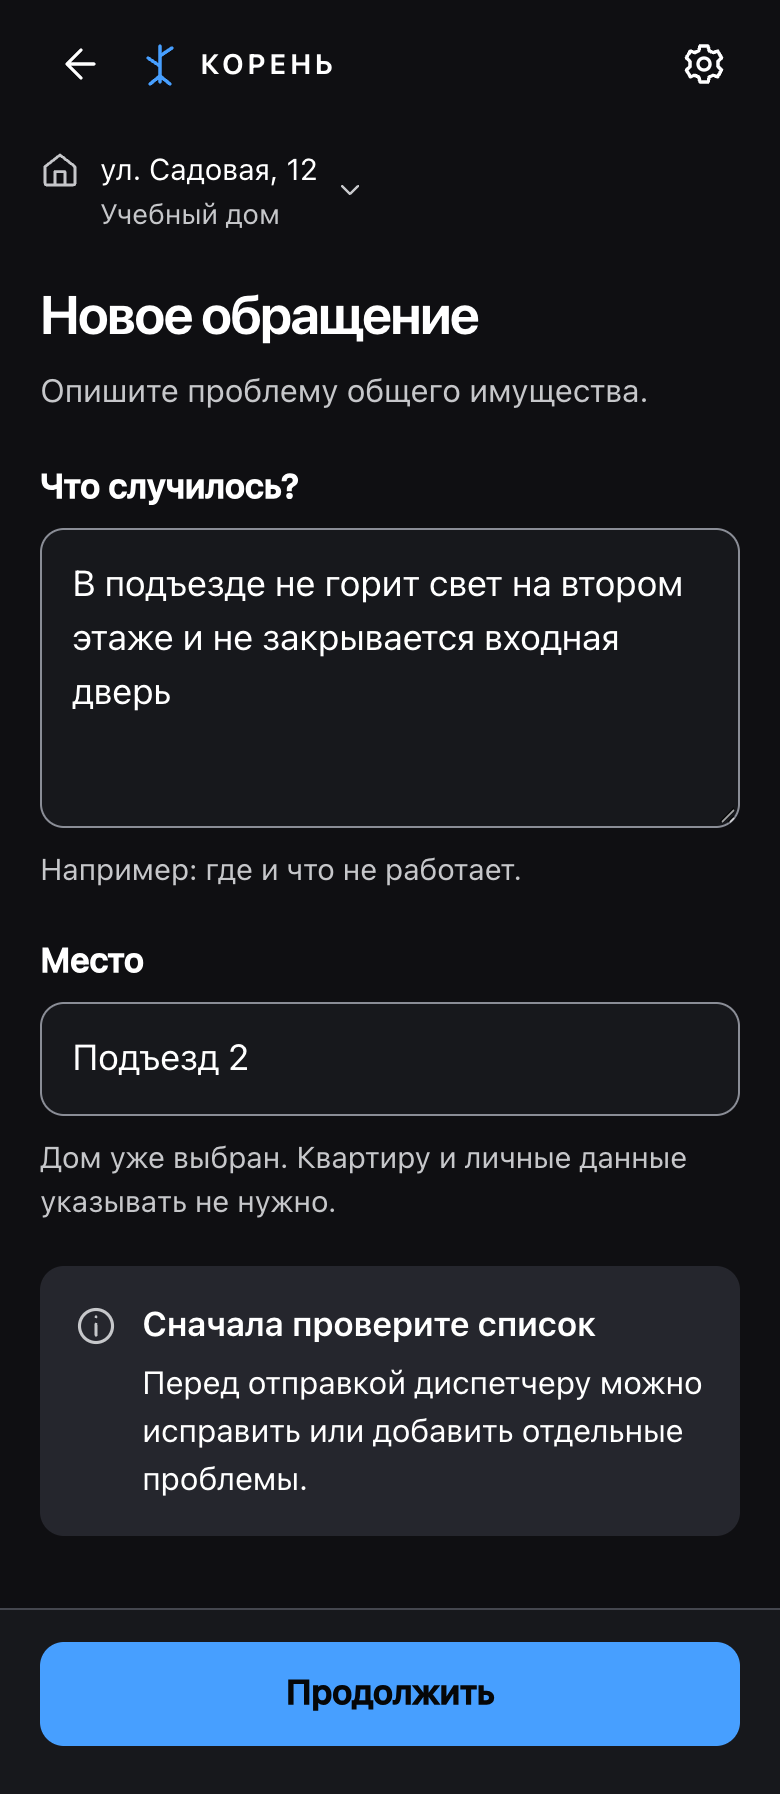 КОРЕНЬ
ул. Садовая, 12
Учебный дом
Новое обращение
Опишите проблему общего имущества.
Что случилось?
В подъезде не горит свет на втором
этаже и не закрывается входная
дверь
Например: где и что не работает.
Место
Подъезд 2
Дом уже выбран. Квартиру и личные данные
указывать не нужно.
Сначала проверите список
Перед отправкой диспетчеру можно
исправить или добавить отдельные
проблемы.
Продолжить